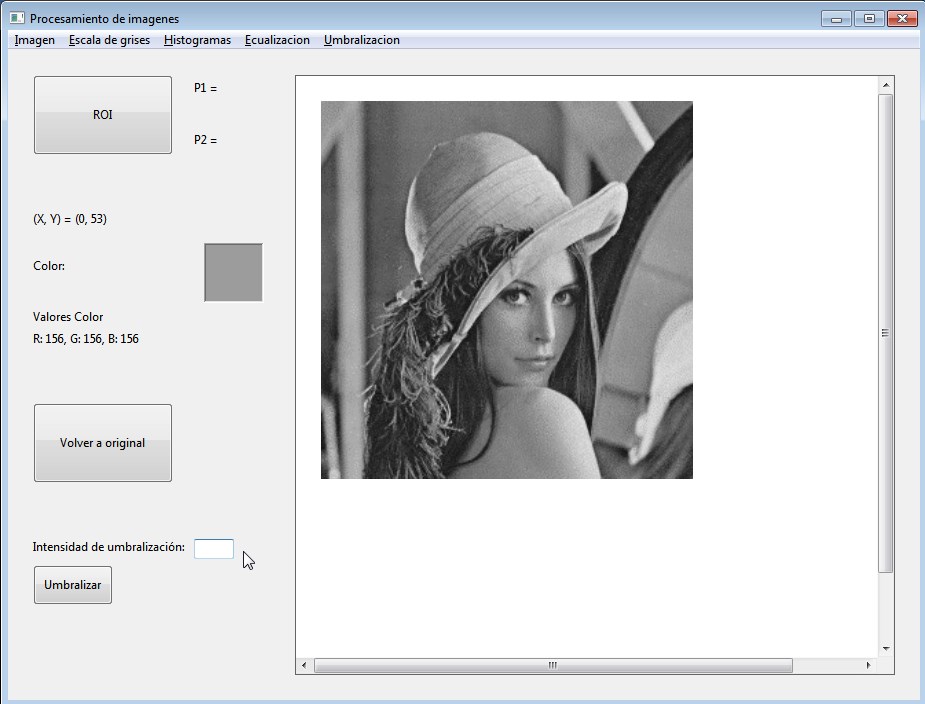 Procesamiento de imagenes
Imagen Escala de grises Histogramas Ecualizacion Umbralizacion
ROI
P1 =
P2 =
(X, Y) = (0, 53)
Color:
Valores Color
R: 156, G: 156, B: 156
Volver a original
Intensidad de umbralización:
Umbralizar